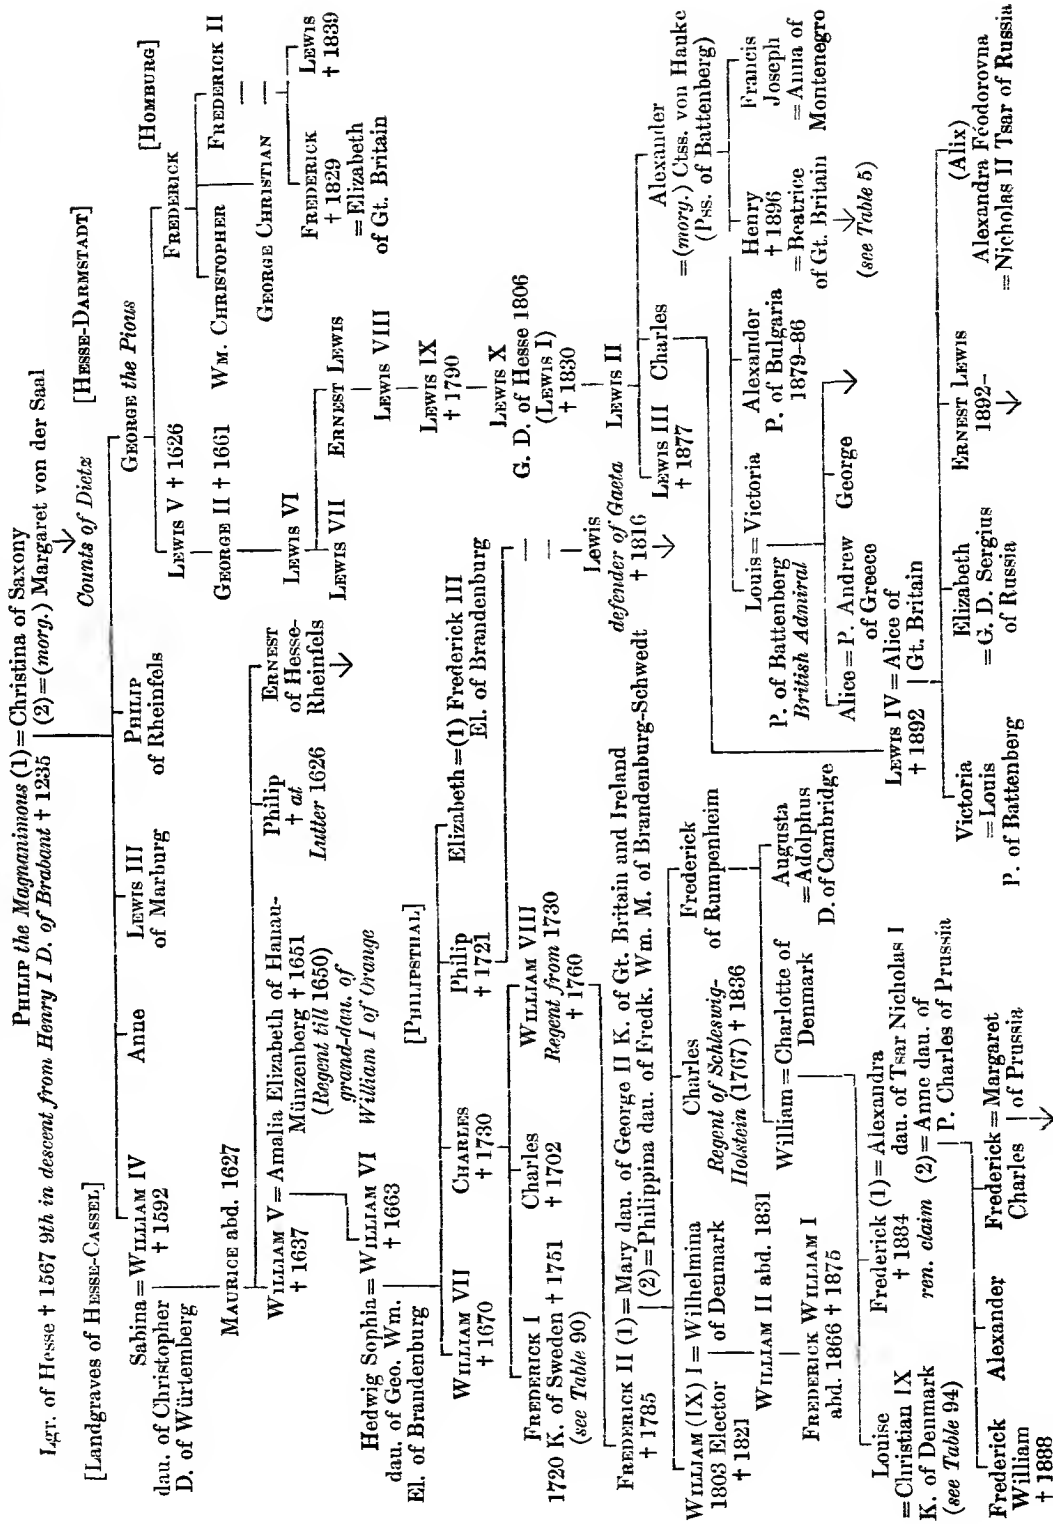 PHILIP the Magnanimous (1)=Christina of Saxony
Lgr. of Hesse † 1567 9th in descent from Henry I D. of Brabant † 1235
(2)=(morg.) Margaret von der Saal
Counts of Dietz
[Landgraves of HESSE-CASSEL]
[HESSE-DARMSTADT]
Sabina=WILLIAM IV
dau. of Christopher
† 1592
D. of Würtemberg
Anne
LEWIS III
of Marburg
PHILIP
of Rheinfels
GEORGE the Pious
[HOMBURG]
LEWIS V † 1626
FREDERICK
MAURICE abd. 1627
GEORGE II † 1661
WM. CHRISTOPHER
FREDERICK II
WILLIAM V=Amalia Elizabeth of Hanau-
† 1637
Münzenberg † 1651
(Regent till 1650)
grand-dau. of
William I of Orange
Philip
† at
Lutter 1626
ERNEST
of Hesse-
Rheinfels
LEWIS VI
GEORGE CHRISTIAN
LEWIS VII
ERNEST LEWIS
FREDERICK
† 1829
=Elizabeth
of Gt. Britain
LEWIS
† 1839
Hedwig Sophia=WILLIAM VI
dau. of Geo. Wm.
† 1663
El. of Brandenburg
LEWIS VIII
[PHILIPSTHAL]
LEWIS IX
† 1790
WILLIAM VII
† 1670
CHARLES
† 1730
Philip
† 1721
Elizabeth=(1) Frederick III
El. of Brandenburg
LEWIS X
G. D. of Hesse 1806
(LEWIS I)
† 1830
FREDERICK I
1720 K. of Sweden † 1751
(see Table 90)
Charles
† 1702
WILLIAM VIII
Regent from 1730
† 1760
Lewis
defender of Gaeta
† 1816
LEWIS II
FREDERICK II (1)=Mary dau. of George II K. of Gt. Britain and Ireland
† 1785
(2)=Philippina dau. of Fredk. Wm. M. of Brandenburg-Schwedt
LEWIS III
† 1877
Charles
Alexander
=(morg.) Ctss. von Hauke
(Pss. of Battenberg)
WILLIAM (IX) I=Wilhelmina
1803 Elector
of Denmark
† 1821
Charles
Regent of Schleswig-
Holstein (1767) † 1836
Frederick
of Rumpenheim
Louis=Victoria
P. of Battenberg
British Admiral
Alexander
P. of Bulgaria
1879-86
Henry
† 1896
=Beatrice
of Gt. Britain
(see Table 5)
Francis
Joseph
=Anna of
Montenegro
WILLIAM II abd. 1831
William=Charlotte of
Denmark
Augusta
=Adolphus
D. of Cambridge
Alice=P. Andrew
of Greece
George
FREDERICK WILLIAM I
abd. 1866 † 1875
LEWIS IV=Alice of
† 1892
Gt. Britain
Louise
=Christian IX
K. of Denmark
(see Table 94)
Frederick (1)=Alexandra
† 1884
dau. of Tsar Nicholas I
ren. claim (2)=Anne dau. of
P. Charles of Prussia
Victoria
=Louis
P. of Battenberg
Elizabeth
=G. D. Sergius
of Russia
ERNEST LEWIS
1892-
(Alix)
Alexandra Féodorovna
=Nicholas II Tsar of Russia
Frederick
William
† 1888
Alexander
Frederick=Margaret
Charles
of Prussia